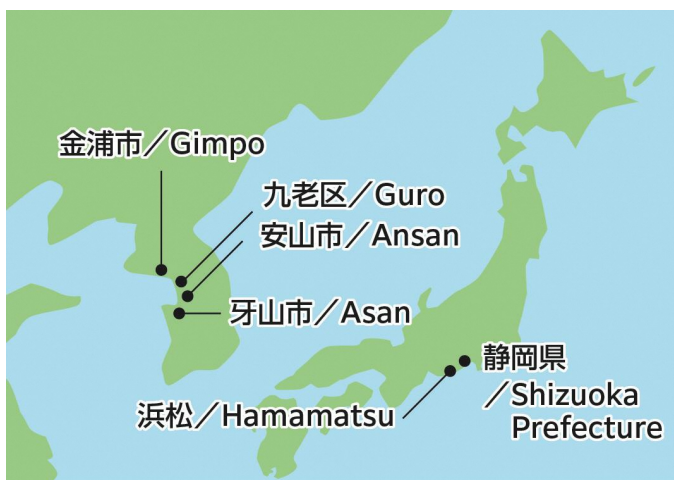 金浦市／Gimpo
九老区／Guro
安山市／Ansan
牙山市／Asan
静岡県
／Shizuoka
Prefecture
浜松／Hamamatsu